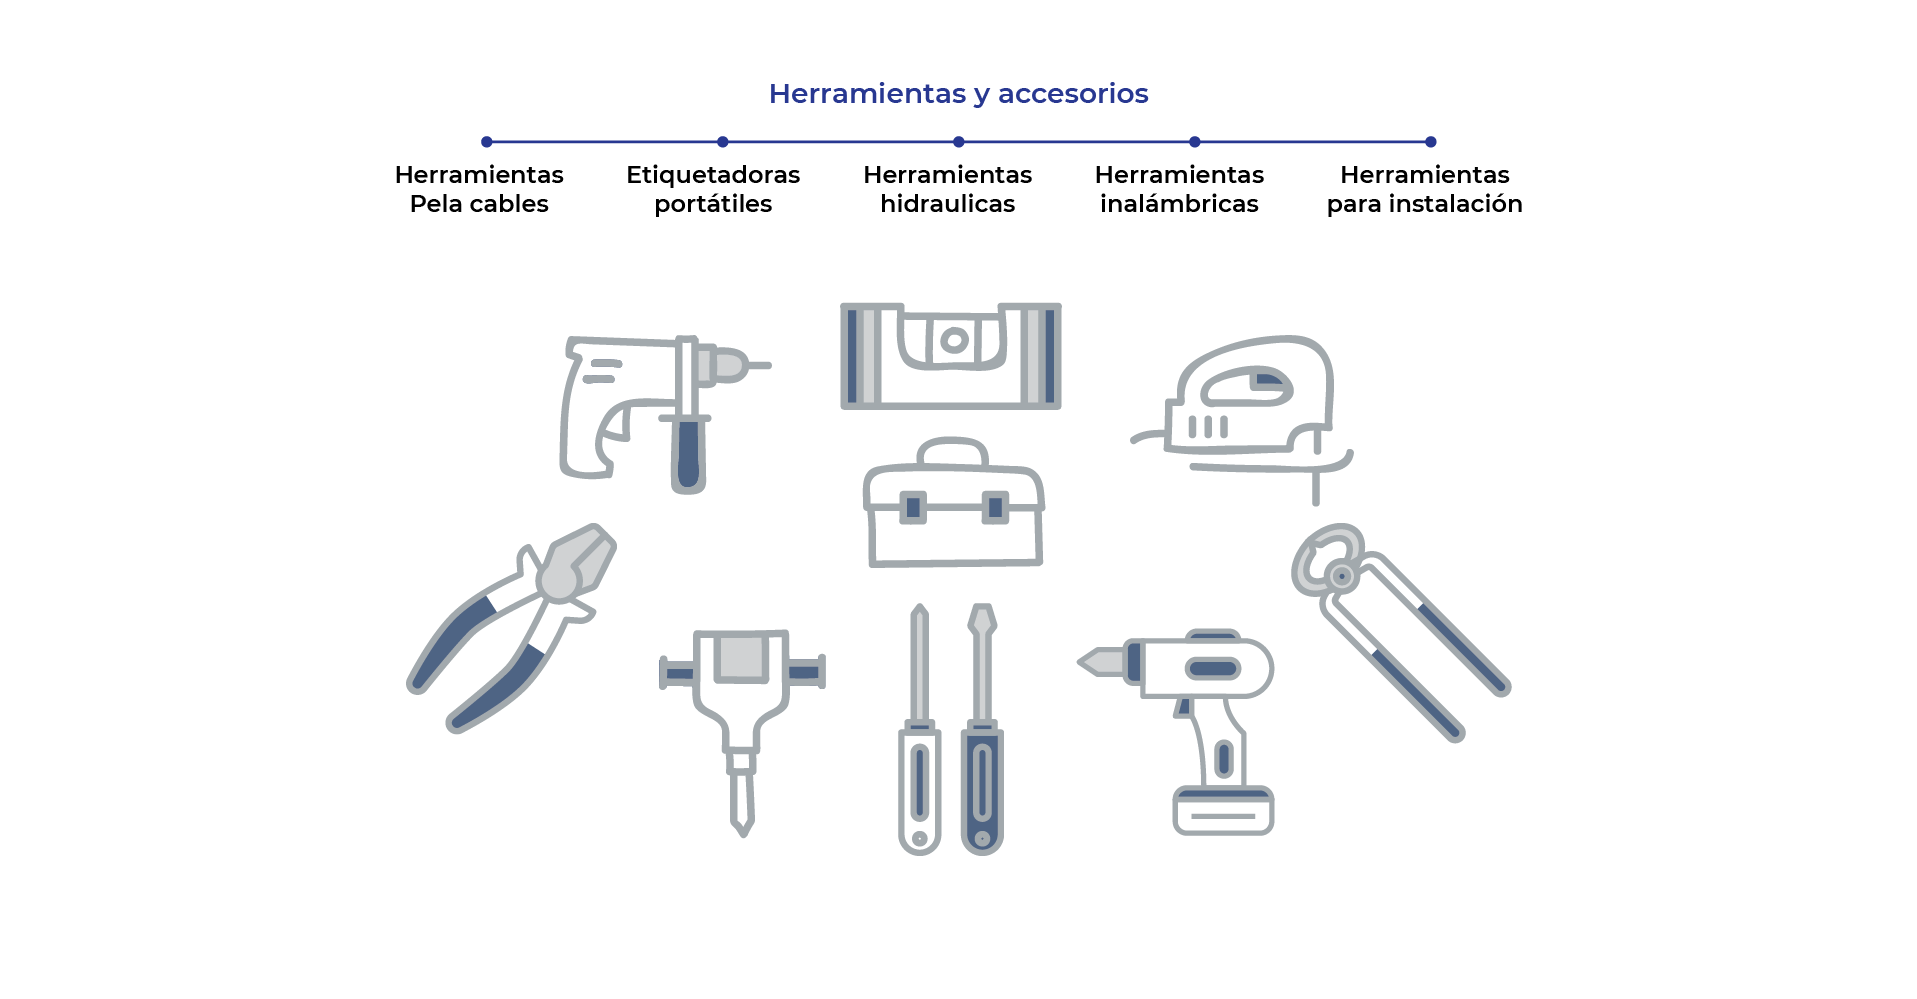 Herramientas y accesorios
Herramientas
Pela cables
Etiquetadoras
portátiles
Herramientas
hidraulicas
Herramientas
inalámbricas
Herramientas
para instalación